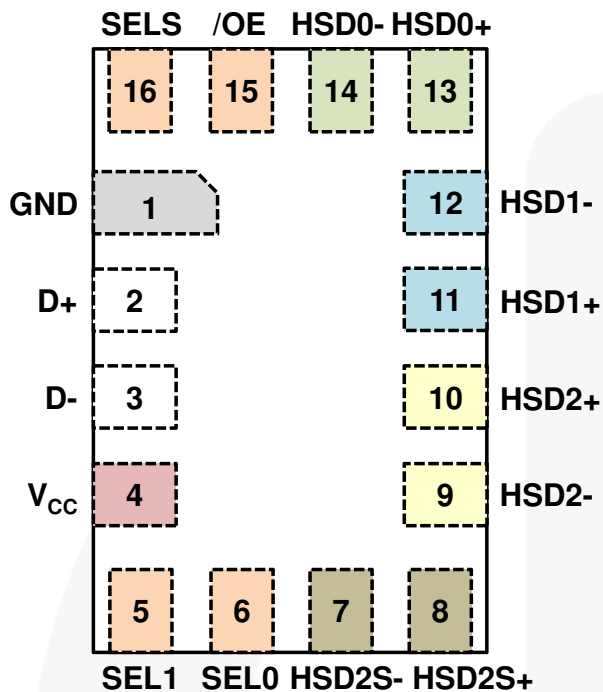 SELS /OE HSD0- HSD0+
16 15 14 13
GND 1 12 HSD1-
D+ 2 11 HSD1+
D- 3 10 HSD2+
VCC 4 9 HSD2-
5 6 7 8
SEL1 SEL0 HSD2S- HSD2S+